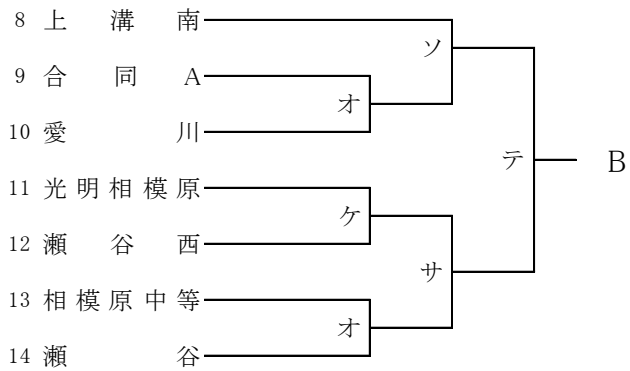 8 上溝南
ソ
9 合同A
オ
10 愛川
テ B
11 光明相模原
ケ
12 瀬谷西
サ
13 相模原中等
オ
14 瀬谷